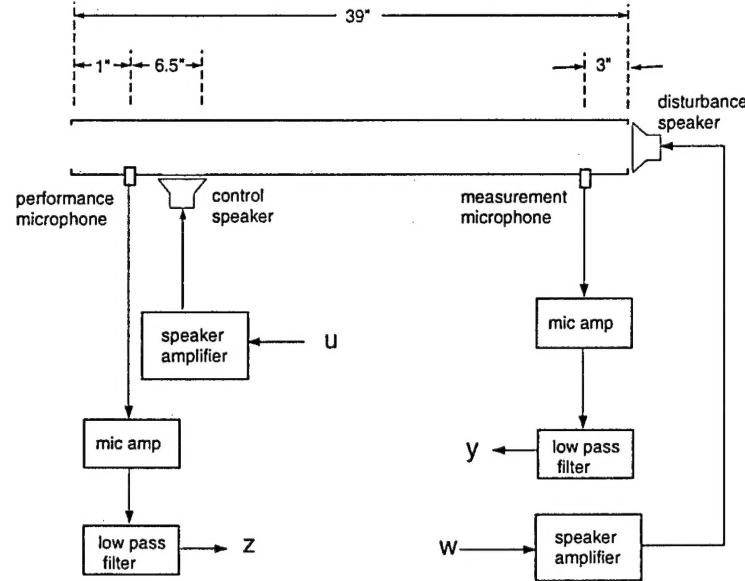 39"
1"
6.5"
3"
disturbance
speaker
performance
microphone
control
speaker
measurement
microphone
speaker
amplifier
u
mic amp
mic amp
y
low pass
filter
low pass
filter
z
w
speaker
amplifier